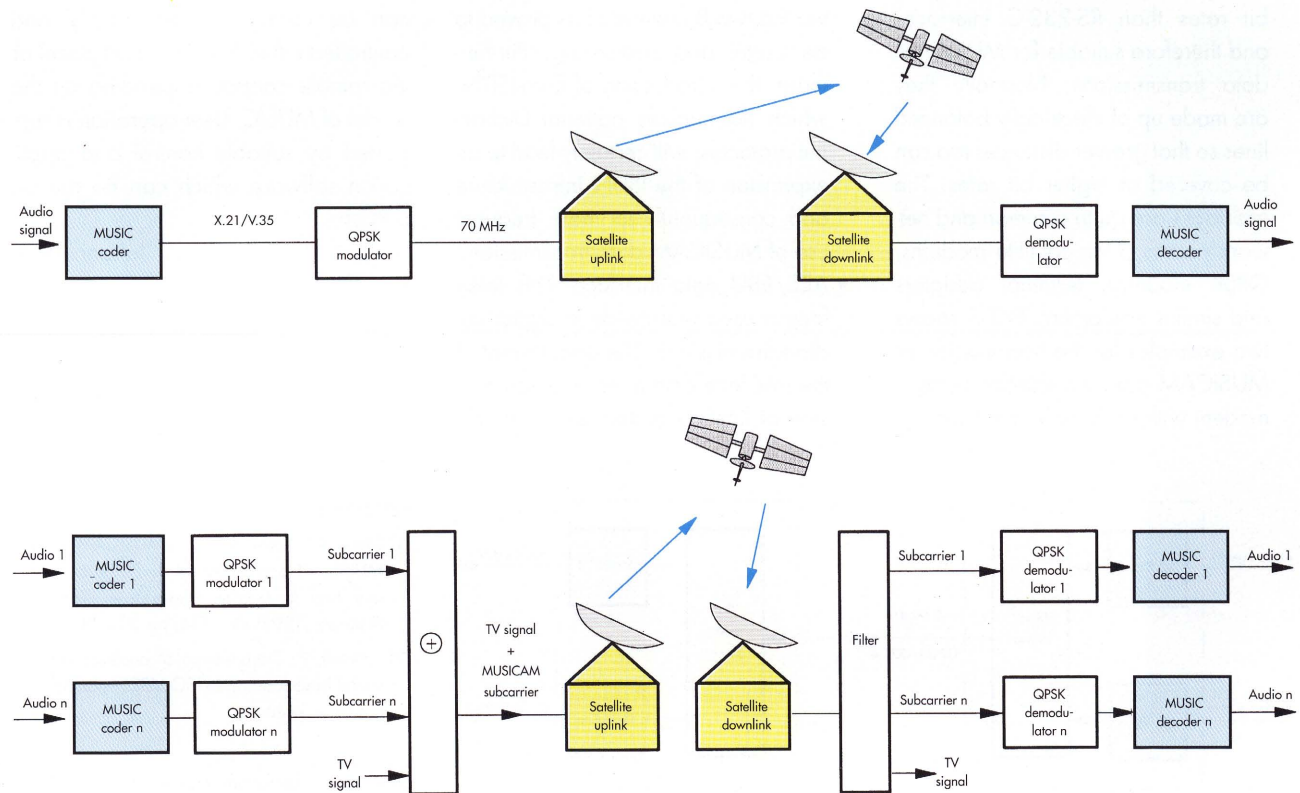 Audio
signal
MUSIC
coder
X.21/V.35
QPSK
modulator
70 MHz
Satellite
uplink
Satellite
downlink
QPSK
demodu-
lator
MUSIC
decoder
Audio
signal
Audio 1
MUSIC
coder 1
QPSK
modulator 1
Subcarrier 1
Audio n
MUSIC
coder n
QPSK
modulator n
Subcarrier n
TV
signal
+
TV signal
+
MUSICAM
subcarrier
Satellite
uplink
Satellite
downlink
Filter
Subcarrier 1
QPSK
demodu-
lator 1
MUSIC
decoder 1
Audio 1
Subcarrier n
QPSK
demodu-
lator n
MUSIC
decoder n
Audio n
TV
signal